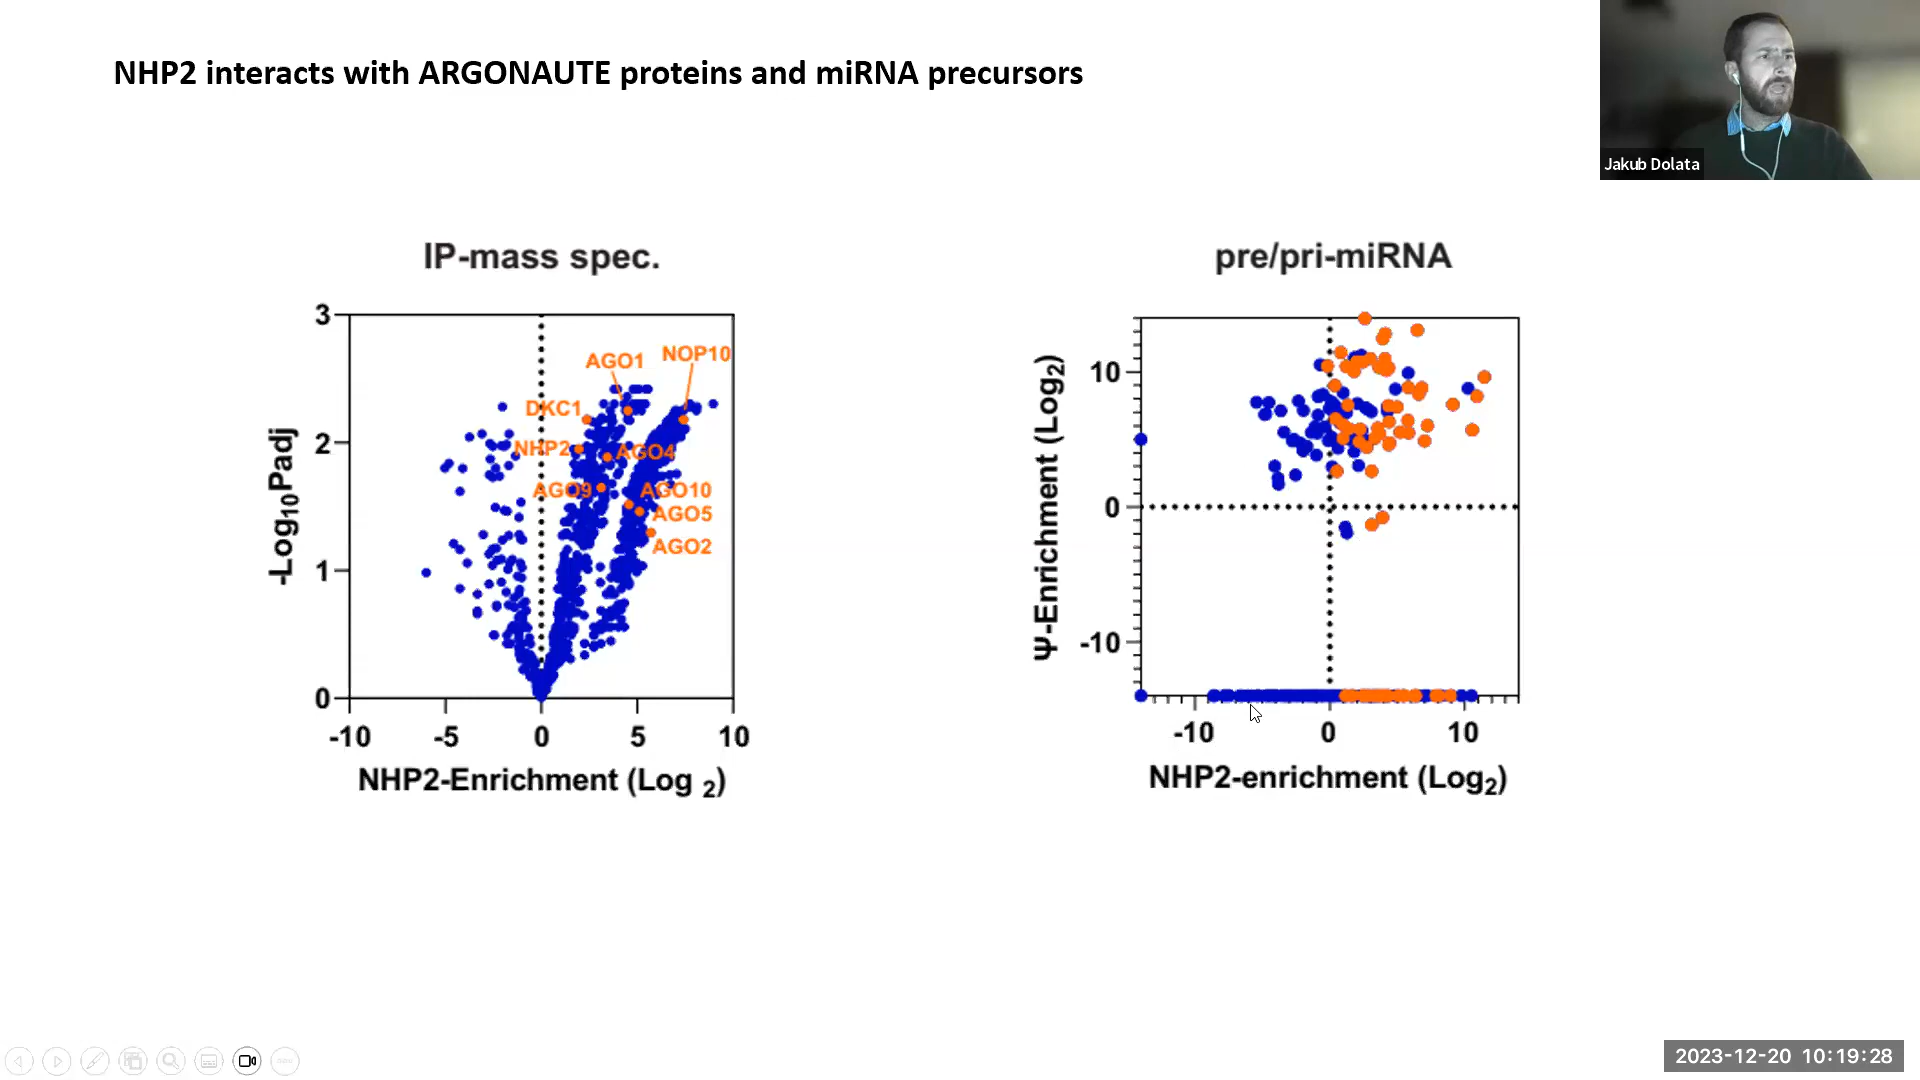 NHP2 interacts with ARGONAUTE proteins and miRNA precursors
Jakub Dolata
IP-mass spec.
3
2
1
0
-Log10Padj
AGO1
NOP10
DKC1
NHP2
AGO4
AGO9
AGO10
AGO5
AGO2
-10
-5
0
5
10
NHP2-Enrichment (Log 2)
pre/pri-miRNA
10
0
-10
Ψ-Enrichment (Log2)
-10
0
10
NHP2-enrichment (Log2)
2023-12-20 10:19:28